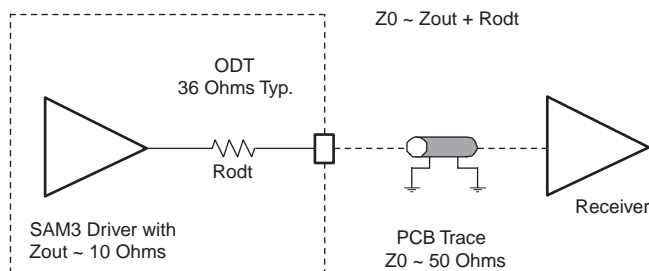 Z0 ~ Zout + Rodt
ODT
36 Ohms Typ.
Rodt
Receiver
SAM3 Driver with
Zout ~ 10 Ohms
PCB Trace
Z0 ~ 50 Ohms